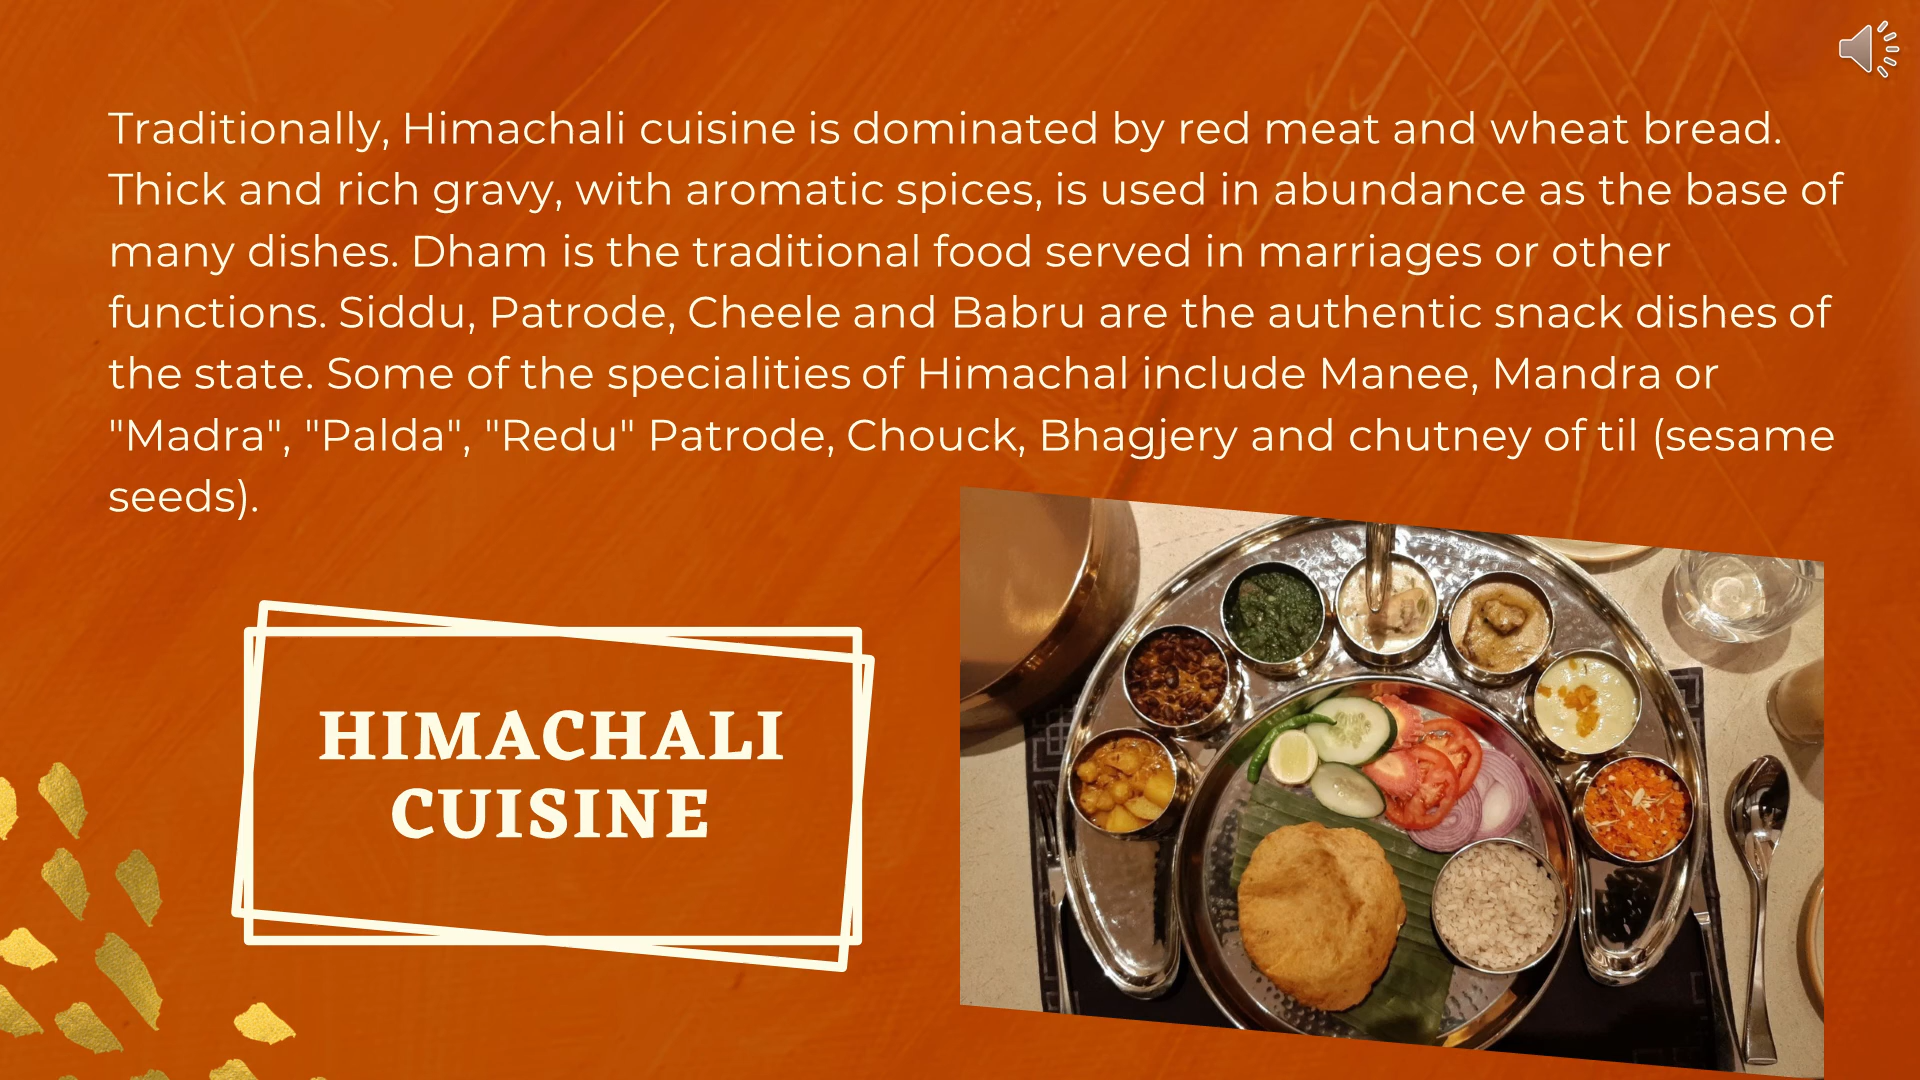 Traditionally, Himachali cuisine is dominated by red meat and wheat bread.
Thick and rich gravy, with aromatic spices, is used in abundance as the base of
many dishes. Dham is the traditional food served in marriages or other
functions. Siddu, Patrode, Cheele and Babru are the authentic snack dishes of
the state. Some of the specialities of Himachal include Manee, Mandra or
"Madra", "Palda", "Redu" Patrode, Chouck, Bhagjery and chutney of til (sesame
seeds).
HIMACHALI
CUISINE